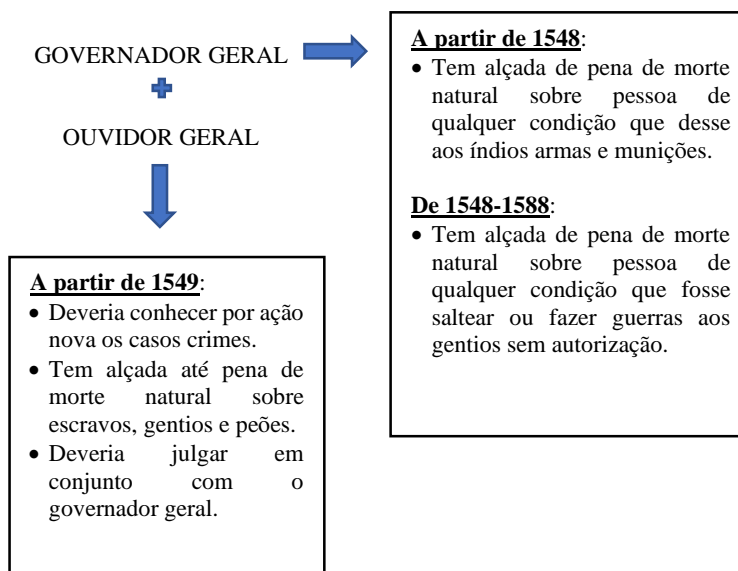 GOVERNADOR GERAL
OUVIDOR GERAL
A partir de 1548:
• Tem alçada de pena de morte
natural sobre pessoa de
qualquer condição que desse
aos índios armas e munições.
De 1548-1588:
• Tem alçada de pena de morte
natural sobre pessoa de
qualquer condição que fosse
saltear ou fazer guerras aos
gentios sem autorização.
A partir de 1549:
• Deveria conhecer por ação
nova os casos crimes.
• Tem alçada até pena de
morte natural sobre
escravos, gentios e peões.
• Deveria julgar em
conjunto com o
governador geral.